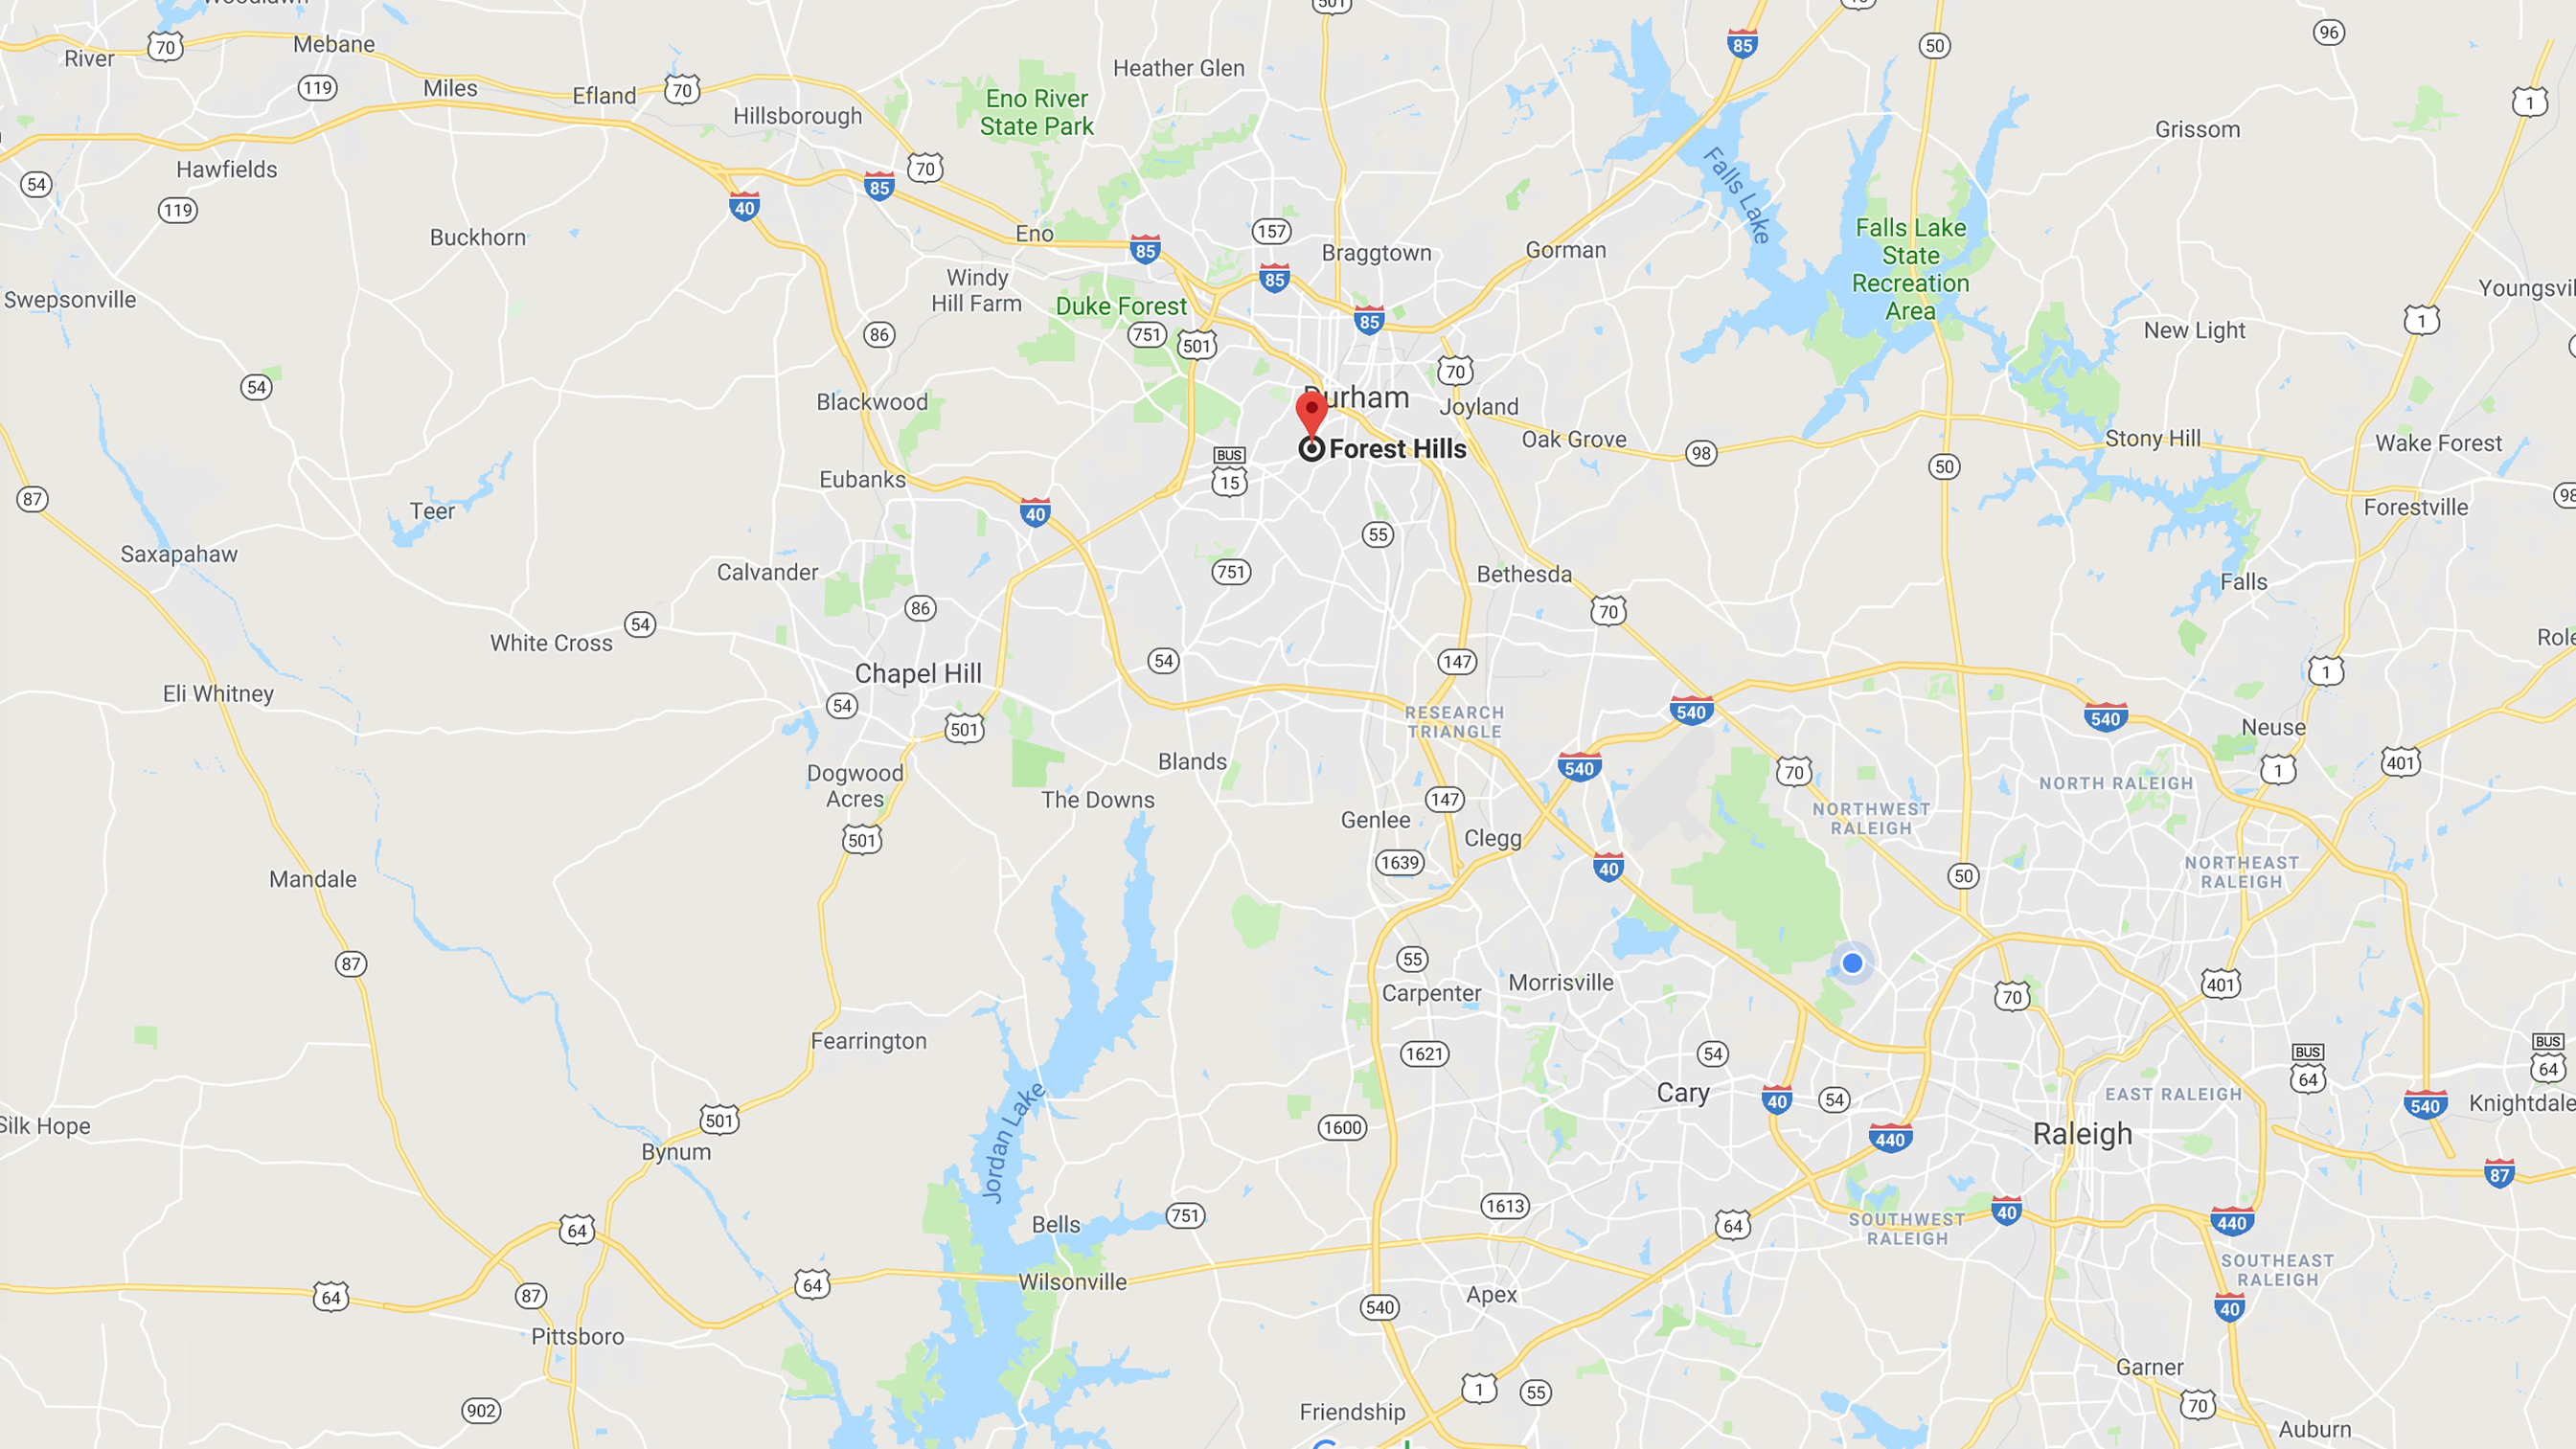 501
70
Mebane
River
119
Miles
Efland
70
Hillsborough
Heather Glen
Eno River
State Park
85
50
96
1
Grissom
Hawfields
54
119
40
85
70
Buckhorn
Eno
85
157
85
Braggtown
Gorman
Falls Lake
Falls Lake
State
Recreation
Area
Swepsonville
Windy
Hill Farm
Duke Forest
751
501
86
85
70
New Light
1
54
Blackwood
Durham
Joyland
Forest Hills
Oak Grove
98
50
Stony Hill
Wake Forest
BUS
15
87
Teer
Eubanks
40
55
Forestville
Saxapahaw
Calvander
751
Bethesda
Falls
86
70
54
White Cross
Chapel Hill
54
147
1
Eli Whitney
54
501
RESEARCH
TRIANGLE
540
540
Neuse
Dogwood
Acres
Blands
The Downs
540
70
NORTH RALEIGH
1
401
501
147
Genlee
Clegg
NORTHWEST
RALEIGH
1639
40
50
NORTHEAST
RALEIGH
Mandale
87
55
Carpenter
Morrisville
70
401
Fearrington
1621
54
BUS
64
BUS
64
Silk Hope
501
Jordan Lake
1600
Cary
40
54
EAST RALEIGH
540
Knightdale
Bynum
440
Raleigh
87
64
Bells
751
1613
64
SOUTHWEST
RALEIGH
40
440
64
87
64
Wilsonville
Apex
540
SOUTHEAST
RALEIGH
40
Pittsboro
902
Friendship
1
55
Garner
70
Auburn